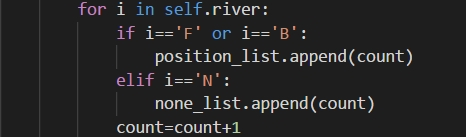 for i in self.river:
    if i=='F' or i=='B':
        position_list.append(count)
    elif i=='N':
        none_list.append(count)
    count=count+1